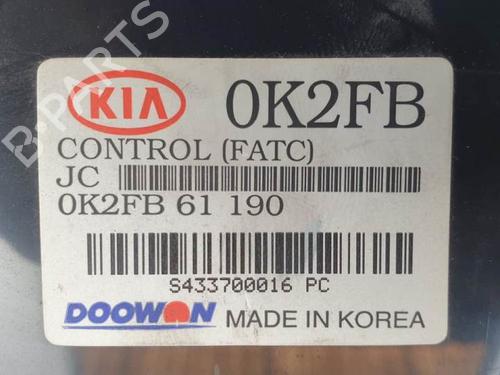 KIA 0K2FB
CONTROL (FATC)
JC
0K2FB 61 190
S433700016 PC
DOOWON MADE IN KOREA
B-PARTS